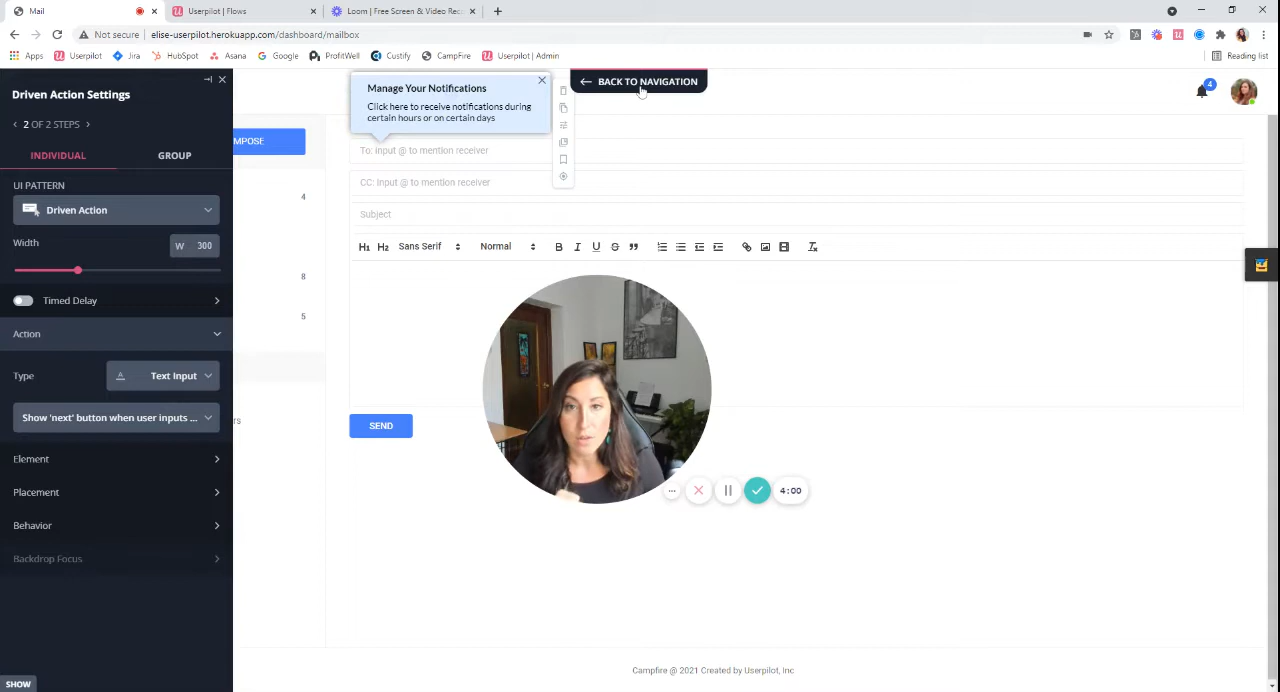 Mail
Userpilot | Flows
Loom | Free Screen & Video Rec
Not secure | elise-userpilot.herokuapp.com/dashboard/mailbox
Apps Userpilot Jira HubSpot Asana Google ProfitWell Custify CampFire Userpilot | Admin Reading list
Driven Action Settings
2 OF 2 STEPS
INDIVIDUAL GROUP
UI PATTERN
Driven Action
Width W 300
Timed Delay
Action
Type Text Input
Show 'next' button when user inputs ...
Element
Placement
Behavior
Backdrop Focus
SHOW
MPOSE
4
8
5
rs
Manage Your Notifications
Click here to receive notifications during
certain hours or on certain days
BACK TO NAVIGATION
4
To: Input @ to mention receiver
CC: Input @ to mention receiver
Subject
H1 H2 Sans Serif Normal B I U S
SEND
4:00
Campfire @ 2021 Created by Userpilot, Inc